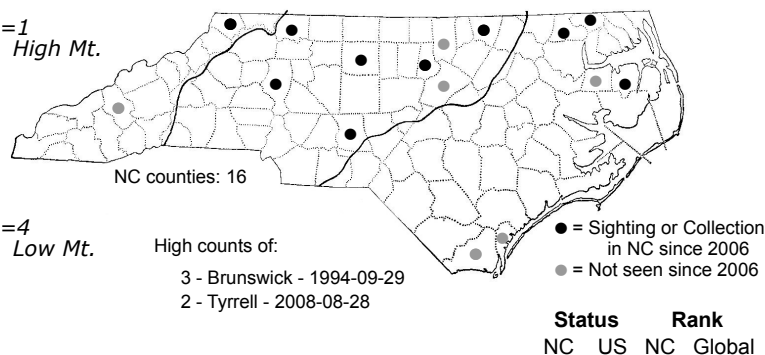 =1
High Mt.
NC counties: 16
=4
Low Mt.
High counts of:
3 - Brunswick - 1994-09-29
2 - Tyrrell - 2008-08-28
● = Sighting or Collection
in NC since 2006
● = Not seen since 2006
Status Rank
NC US NC Global